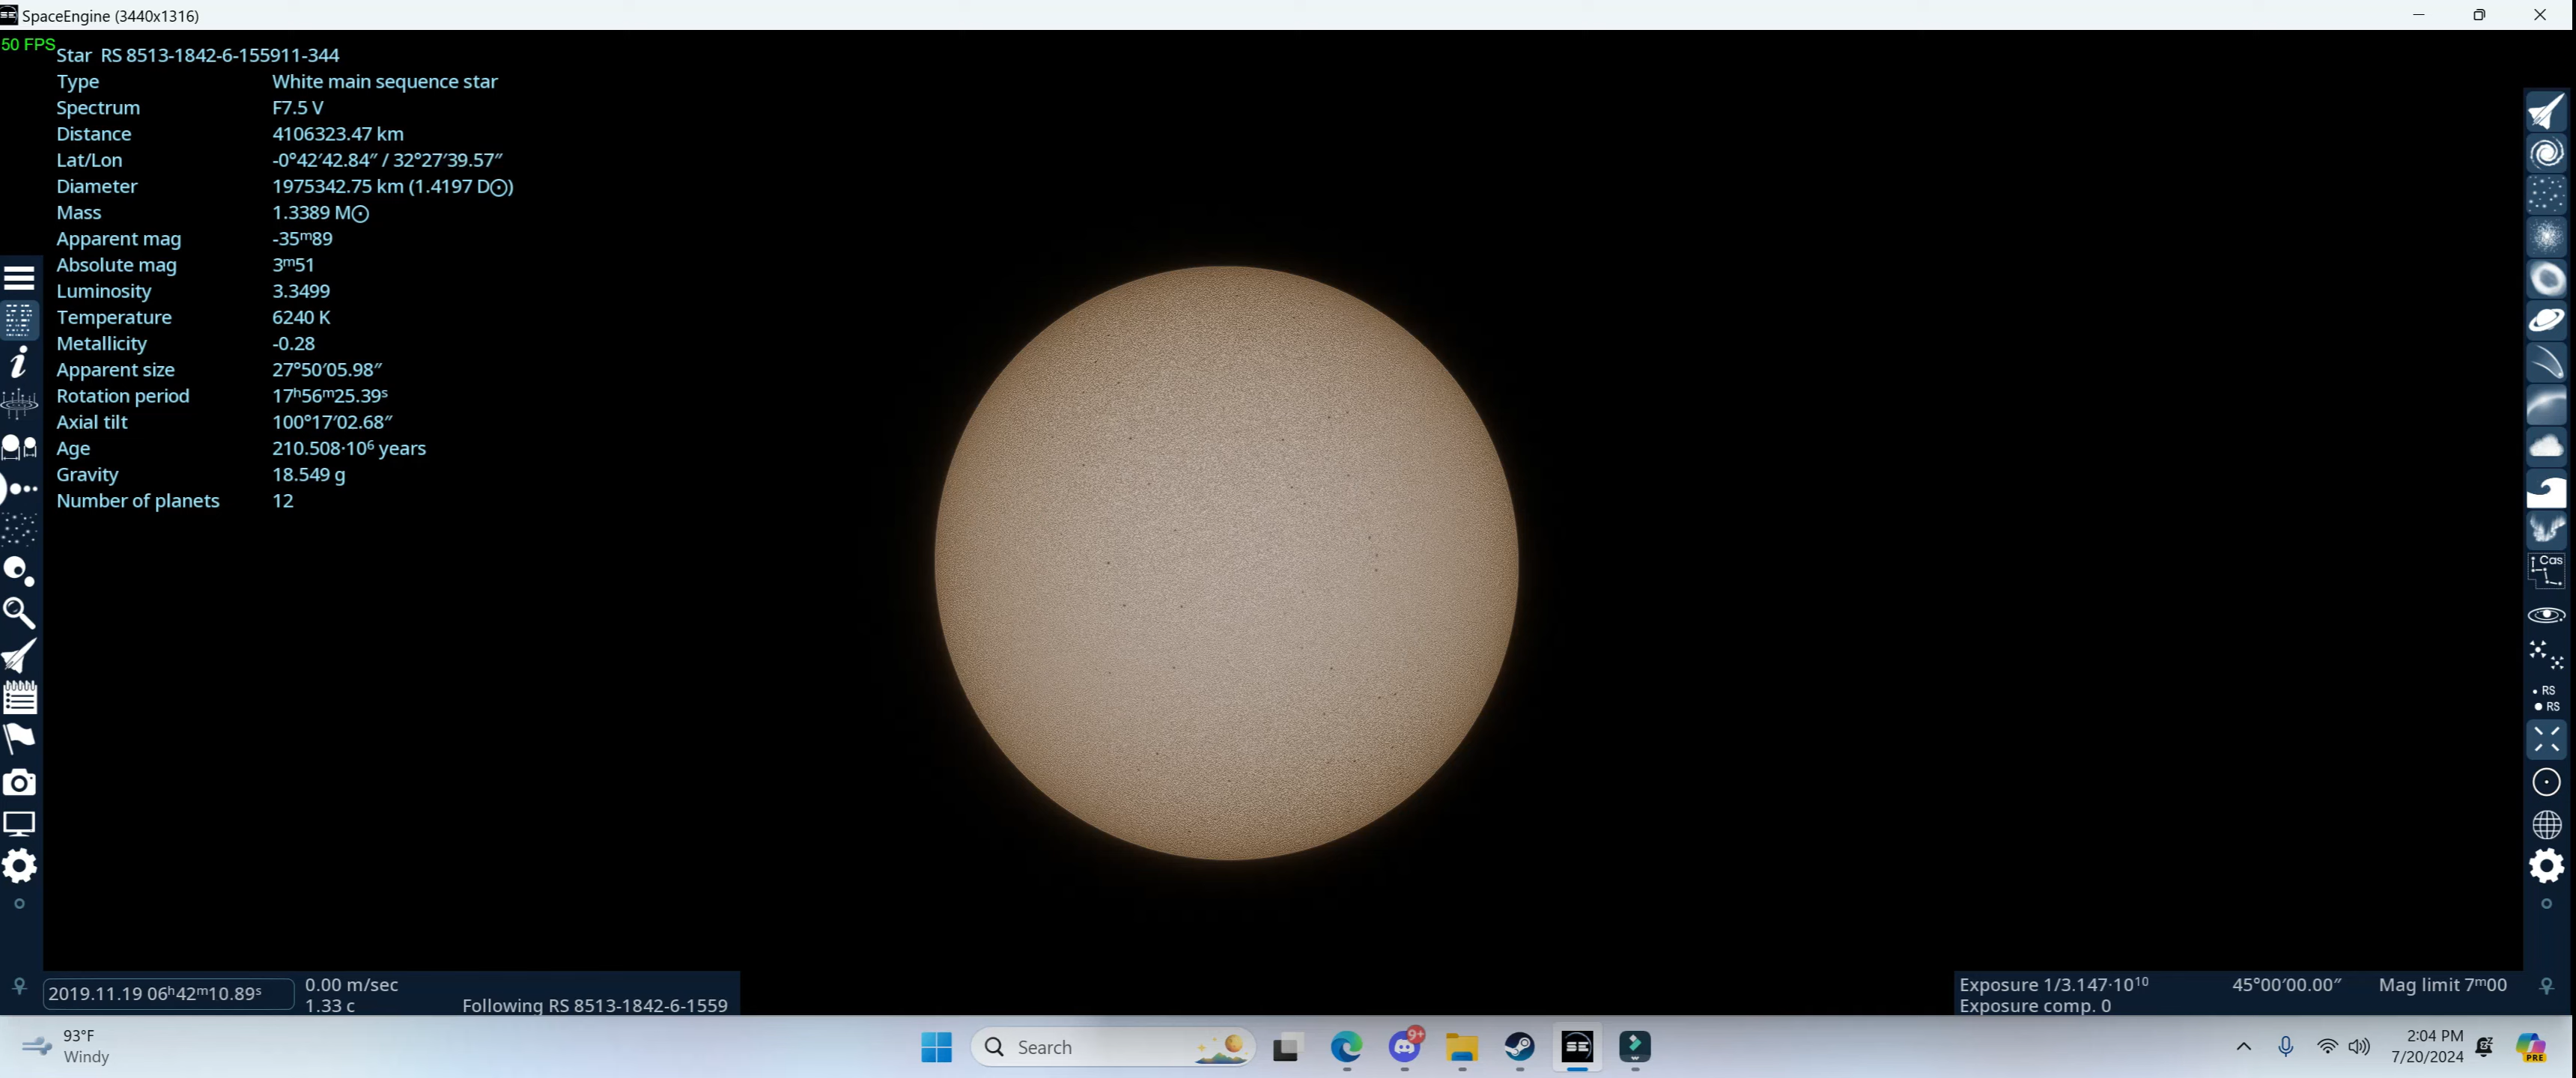 SpaceEngine (3440x1316)
50 FPS
Star RS 8513-1842-6-155911-344
Type White main sequence star
Spectrum F7.5 V
Distance 4106323.47 km
Lat/Lon -0°42′42.84″ / 32°27′39.57″
Diameter 1975342.75 km (1.4197 D⊙)
Mass 1.3389 M⊙
Apparent mag -35ᵐ89
Absolute mag 3ᵐ51
Luminosity 3.3499
Temperature 6240 K
Metallicity -0.28
Apparent size 27°50′05.98″
Rotation period 17ʰ56ᵐ25.39ˢ
Axial tilt 100°17′02.68″
Age 210.508·10⁶ years
Gravity 18.549 g
Number of planets 12
Cas
RS
RS
2019.11.19 06ʰ42ᵐ10.89ˢ
0.00 m/sec
1.33 c Following RS 8513-1842-6-1559
Exposure 1/3.147·10¹⁰ 45°00′00.00″ Mag limit 7ᵐ00
Exposure comp. 0
93°F
Windy
Search
9+
SE
2:04 PM
7/20/2024
PRE